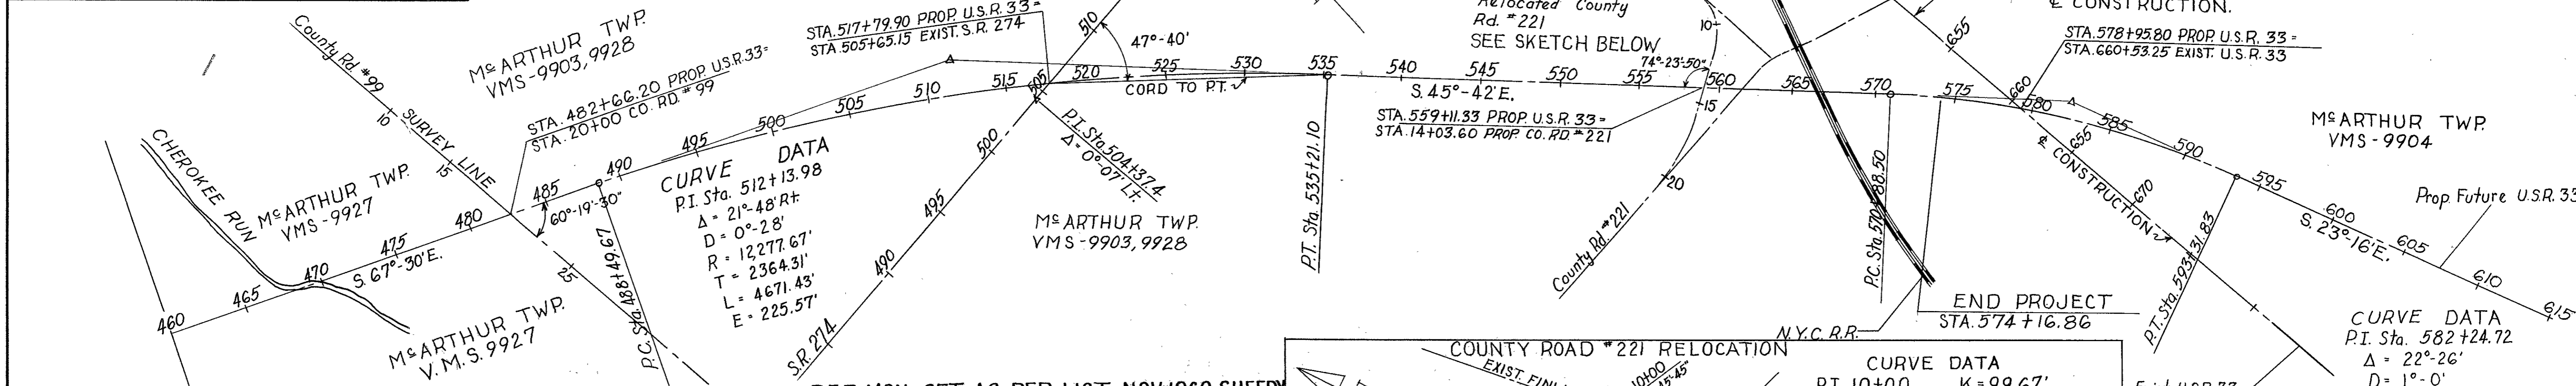 County Rd. #99
10
SURVEY LINE
15
25
CHEROKEE RUN
McARTHUR TWP.
VMS-9927
McARTHUR TWP.
VMS-9903,9928
STA. 482+66.20 PROP. U.S.R. 33=
STA. 20+00 CO. RD. #99
STA. 517+79.90 PROP. U.S.R. 33=
STA. 505+65.15 EXIST. S.R. 274
460
465
470
475
480
485
490
495
500
505
510
515
520
525
530
535
540
545
550
555
560
565
570
575
580
585
590
595
600
605
610
615
S. 67°-30'E.
60°-19'-30"
McARTHUR TWP.
V.M.S. 9927
P.C. Sta. 488+49.67
CURVE DATA
P.I. Sta. 512+13.98
Δ = 21°-48' Rt.
D = 0°-28'
R = 12,277.67'
T = 2364.31'
L = 4671.43'
E = 225.57'
S.R. 274
490
495
500
505
510
47°-40'
CORD TO P.T.
P.I. Sta. 504+37.4
Δ = 0°-07' Lt.
McARTHUR TWP.
VMS-9903,9928
P.T. Sta. 535+21.10
S. 45°-42'E.
Relocated County
Rd. #221
SEE SKETCH BELOW
10
74°-23'-50"
15
20
STA. 559+11.33 PROP. U.S.R. 33=
STA. 14+03.60 PROP. CO. RD. #221
County Rd. #221
P.C. Sta. 570+88.50
END PROJECT
STA. 574+16.86
N.Y.C. R.R.
℄ CONSTRUCTION.
STA. 578+95.80 PROP. U.S.R. 33=
STA. 660+53.25 EXIST. U.S.R. 33
655
660
655
℄ CONSTRUCTION
670
McARTHUR TWP.
VMS-9904
P.T. Sta. 593+31.83
S. 23°-16'E.
Prop. Future U.S.R. 33
CURVE DATA
P.I. Sta. 582+24.72
Δ = 22°-26'
D = 1°-0'
COUNTY ROAD #221 RELOCATION
10+00
CURVE DATA